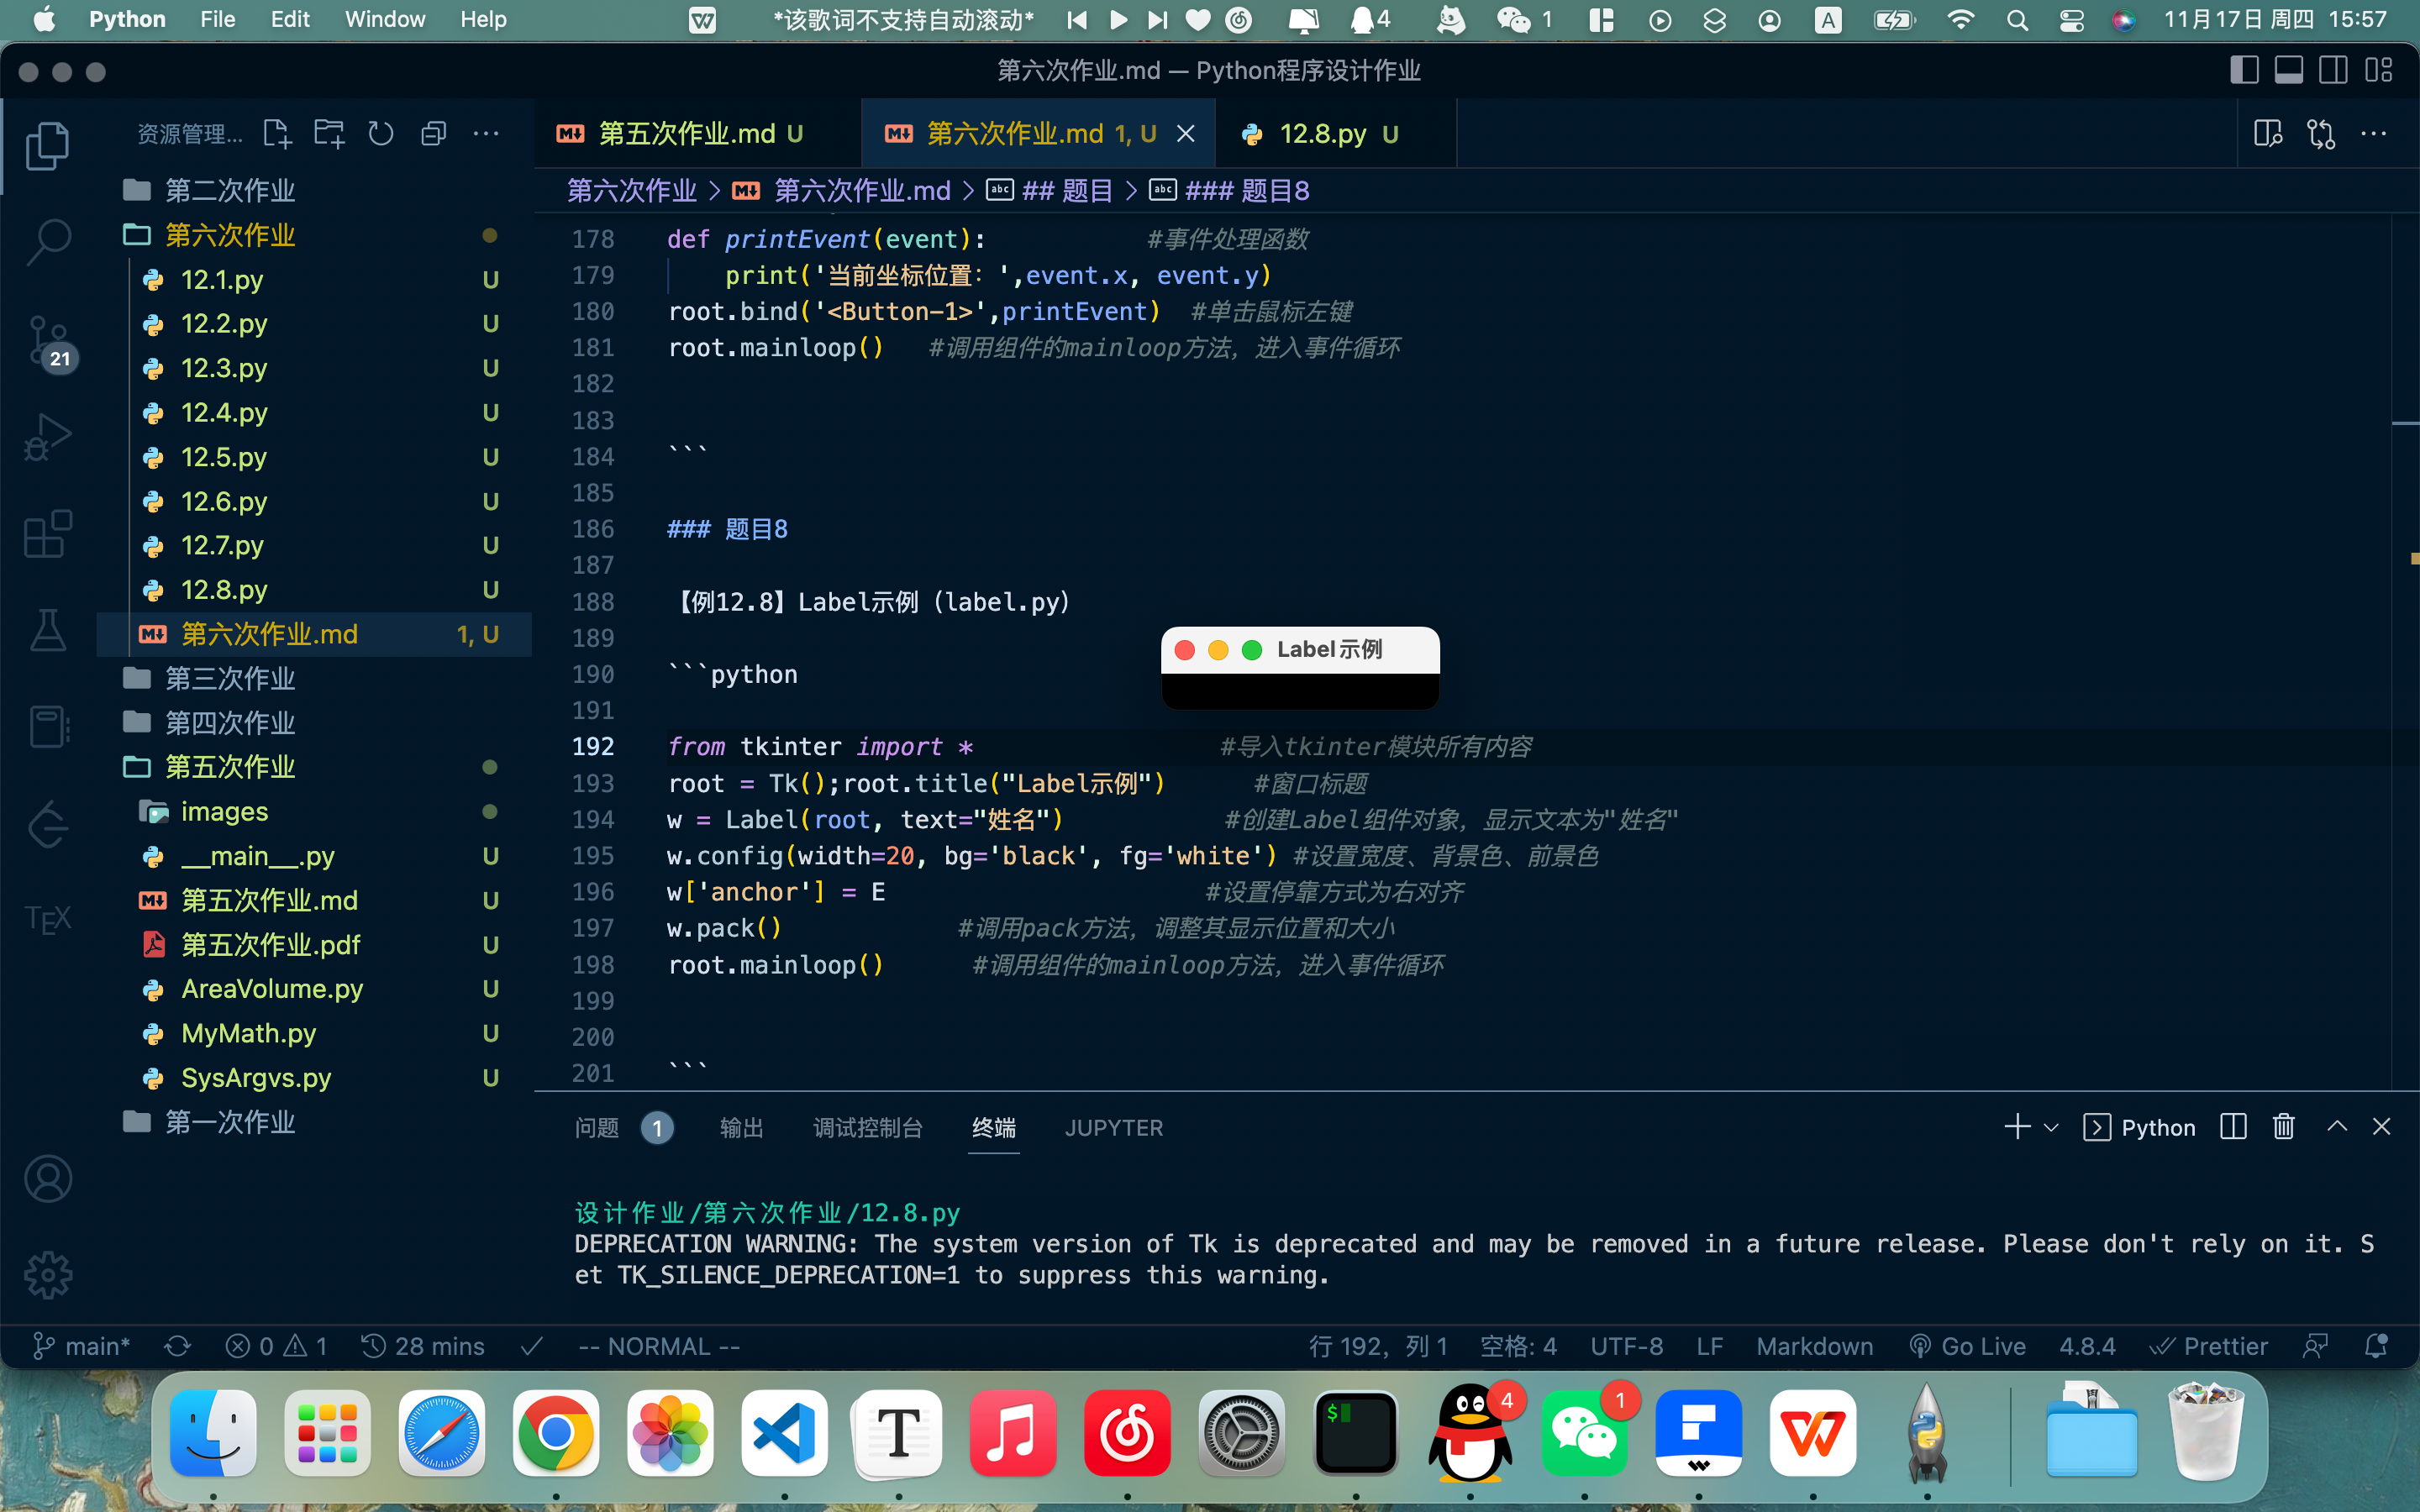 Python File Edit Window Help *该歌词不支持自动滚动* 4 1 A 11月17日 周四 15:57
第六次作业.md — Python程序设计作业
资源管理...
第五次作业.md U 第六次作业.md 1, U 12.8.py U
第六次作业 > 第六次作业.md > ## 题目 > ### 题目8
第二次作业
第六次作业
12.1.py U
12.2.py U
12.3.py U
12.4.py U
12.5.py U
12.6.py U
12.7.py U
12.8.py U
第六次作业.md 1, U
第三次作业
第四次作业
第五次作业
images
__main__.py U
第五次作业.md U
第五次作业.pdf U
AreaVolume.py U
MyMath.py U
SysArgvs.py U
第一次作业
21
TEX
178 def printEvent(event): #事件处理函数
179 print('当前坐标位置：',event.x, event.y)
180 root.bind('<Button-1>',printEvent) #单击鼠标左键
181 root.mainloop() #调用组件的mainloop方法，进入事件循环
182
183
184 ```
185
186 ### 题目8
187
188 【例12.8】Label示例（label.py）
189
190 ```python
191
192 from tkinter import * #导入tkinter模块所有内容
193 root = Tk();root.title("Label示例") #窗口标题
194 w = Label(root, text="姓名") #创建Label组件对象，显示文本为"姓名"
195 w.config(width=20, bg='black', fg='white') #设置宽度、背景色、前景色
196 w['anchor'] = E #设置停靠方式为右对齐
197 w.pack() #调用pack方法，调整其显示位置和大小
198 root.mainloop() #调用组件的mainloop方法，进入事件循环
199
200
201 ```
Label示例
问题 1 输出 调试控制台 终端 JUPYTER Python
设计作业/第六次作业/12.8.py
DEPRECATION WARNING: The system version of Tk is deprecated and may be removed in a future release. Please don't rely on it. S
et TK_SILENCE_DEPRECATION=1 to suppress this warning.
main* 0 1 28 mins -- NORMAL -- 行 192，列 1 空格: 4 UTF-8 LF Markdown Go Live 4.8.4 Prettier
T $ 4 1